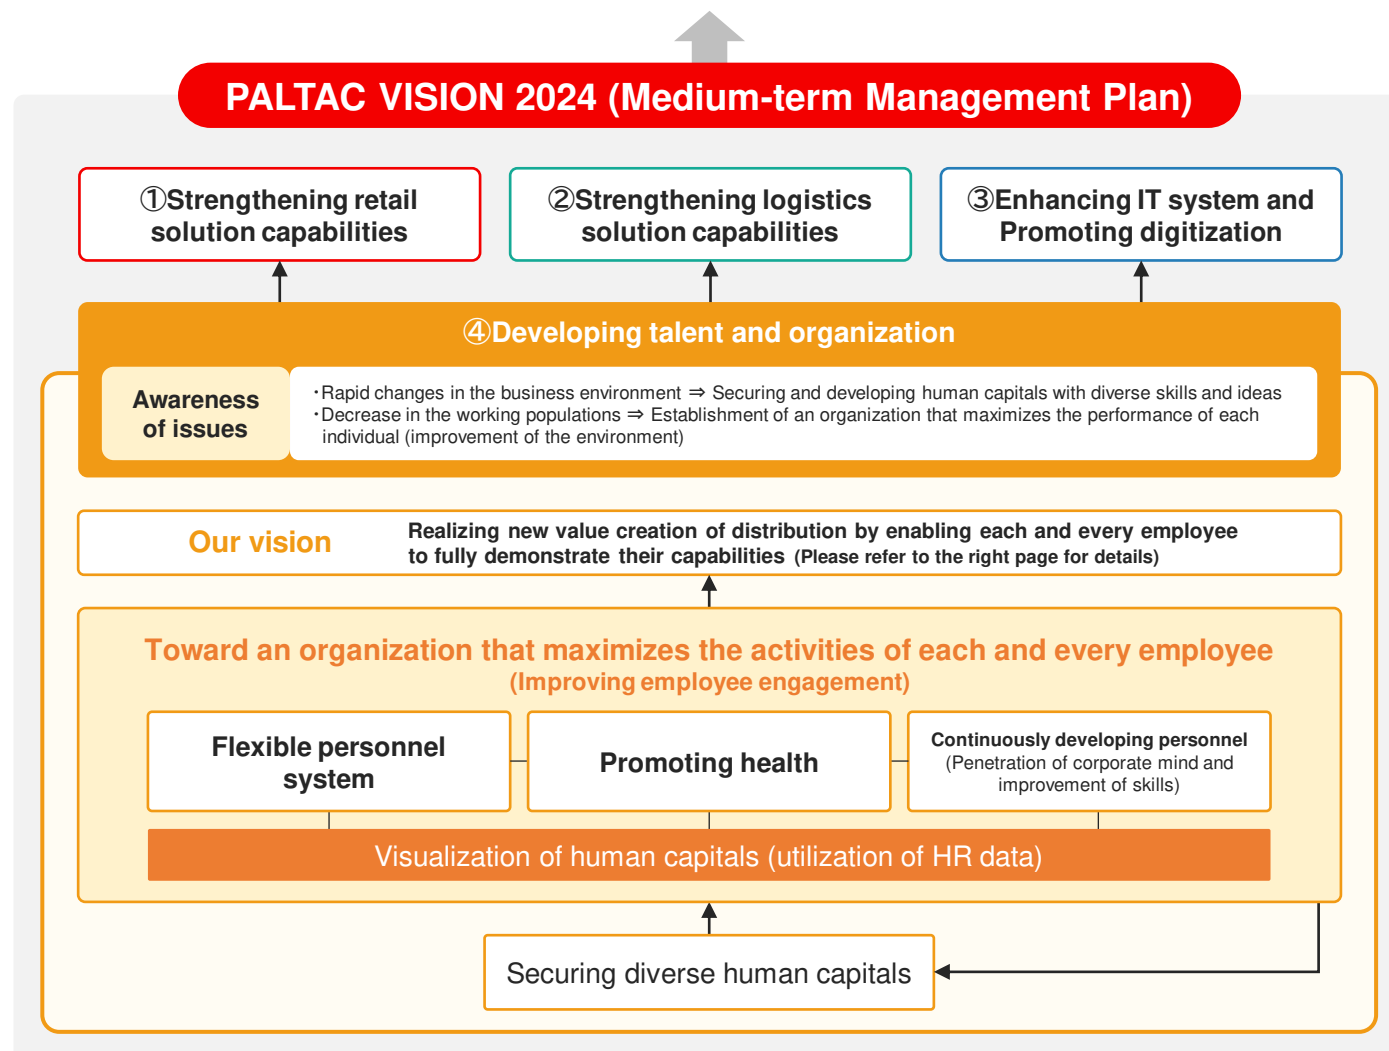 PALTAC VISION 2024 (Medium-term Management Plan)
①Strengthening retail
solution capabilities
②Strengthening logistics
solution capabilities
③Enhancing IT system and
Promoting digitization
④Developing talent and organization
Awareness
of issues
・Rapid changes in the business environment ⇒ Securing and developing human capitals with diverse skills and ideas
・Decrease in the working populations ⇒ Establishment of an organization that maximizes the performance of each
individual (improvement of the environment)
Our vision
Realizing new value creation of distribution by enabling each and every employee
to fully demonstrate their capabilities (Please refer to the right page for details)
Toward an organization that maximizes the activities of each and every employee
(Improving employee engagement)
Flexible personnel
system
Promoting health
Continuously developing personnel
(Penetration of corporate mind and
improvement of skills)
Visualization of human capitals (utilization of HR data)
Securing diverse human capitals